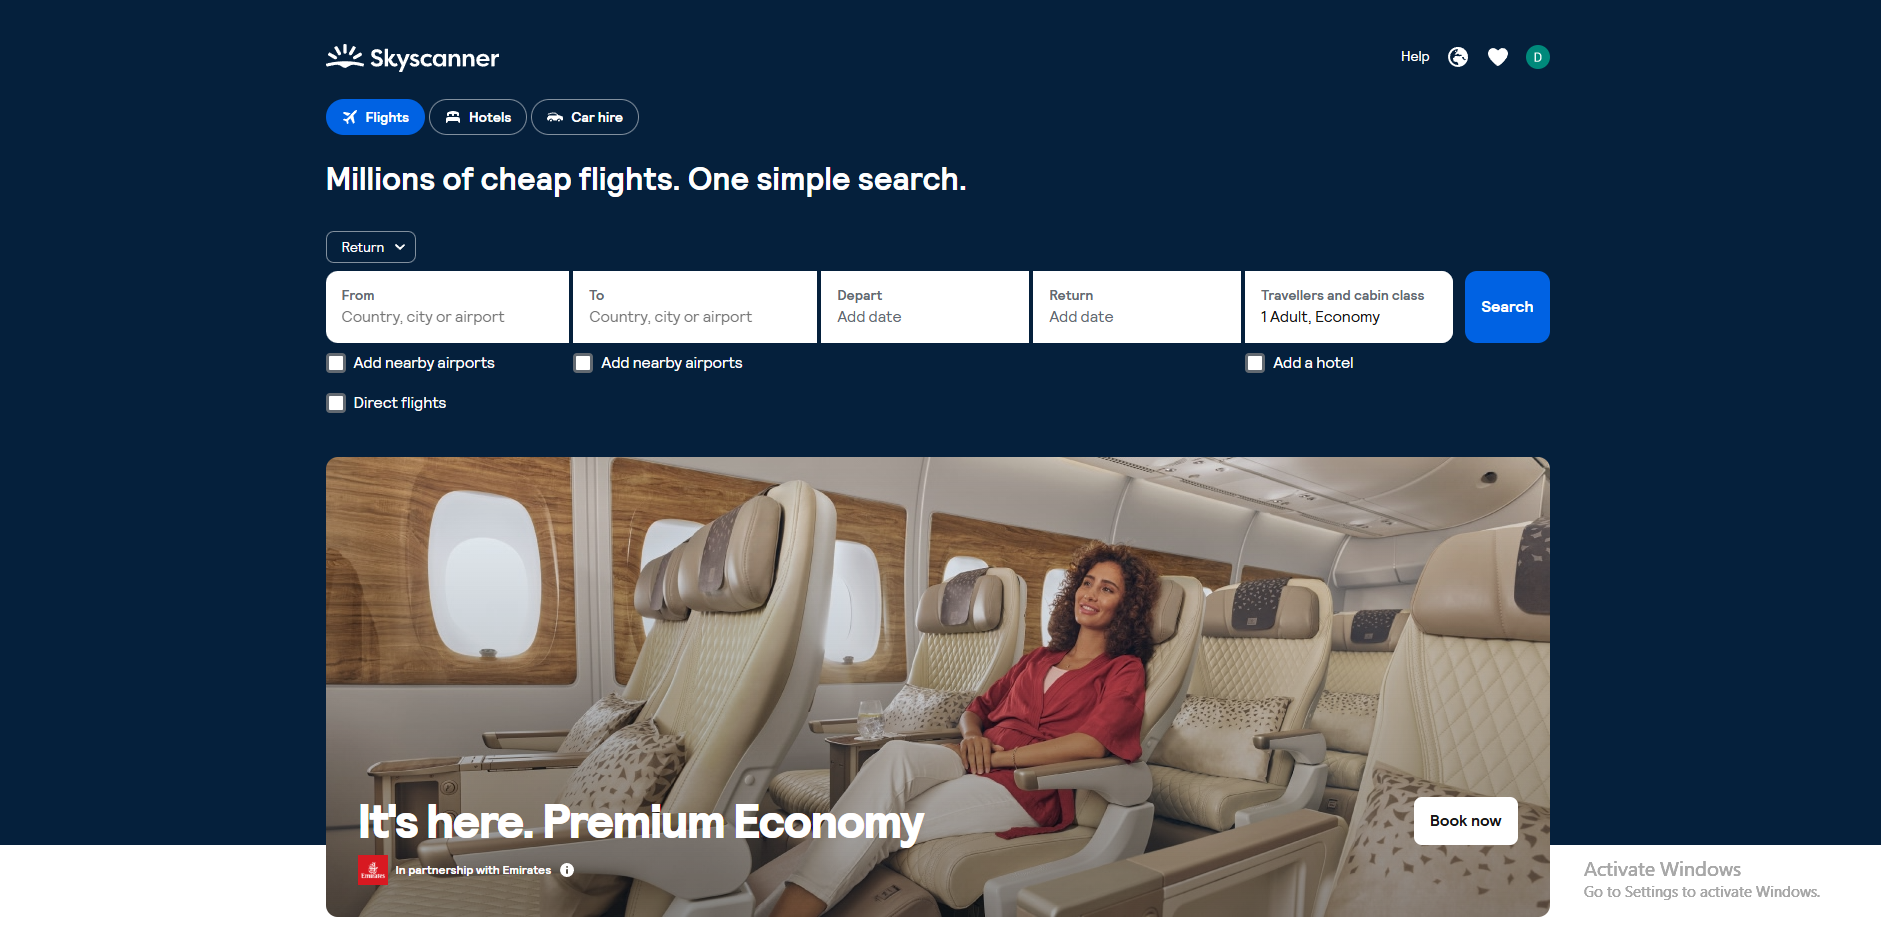 Skyscanner
Help
D
Flights
Hotels
Car hire
Millions of cheap flights. One simple search.
Return
From
Country, city or airport
To
Country, city or airport
Depart
Add date
Return
Add date
Travellers and cabin class
1 Adult, Economy
Search
Add nearby airports
Add nearby airports
Add a hotel
Direct flights
It's here. Premium Economy
Book now
Emirates
In partnership with Emirates
Activate Windows
Go to Settings to activate Windows.